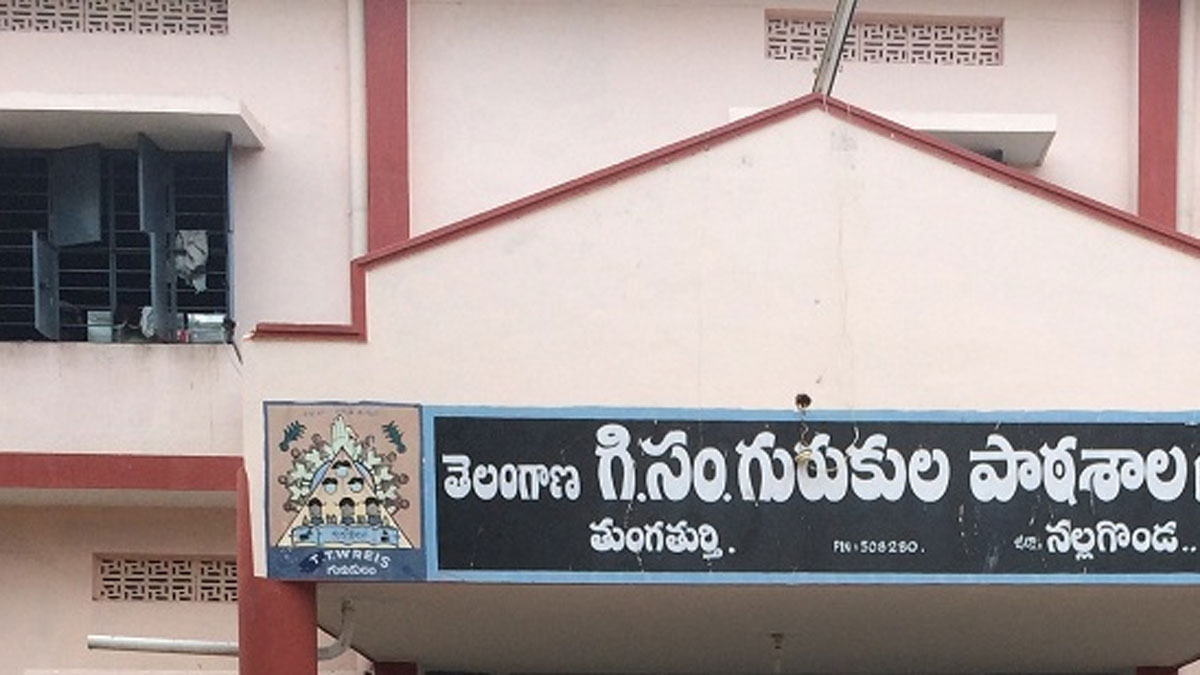 తెలంగాణ గి.సం.గురుకుల పాఠశాల
తుంగతుర్తి.
PIN:508280.
జిల్లా: నల్లగొండ..
T.T.W.R.E.I.S
గురుకులం